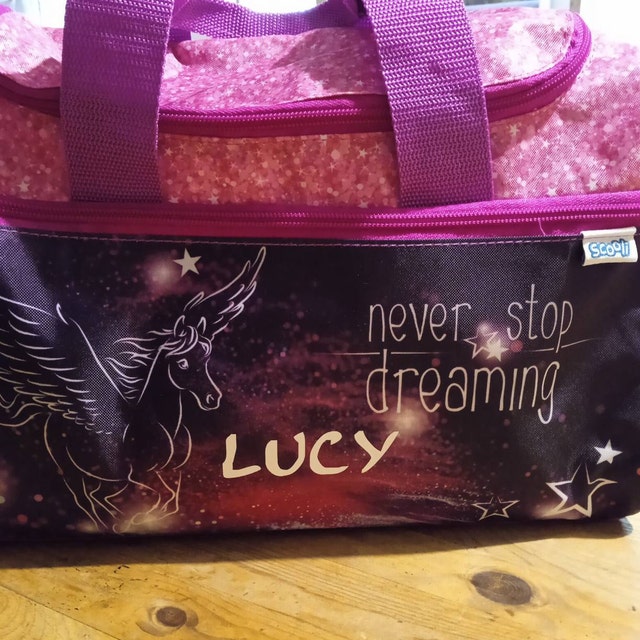 scooli
never stop
dreaming
LUCY